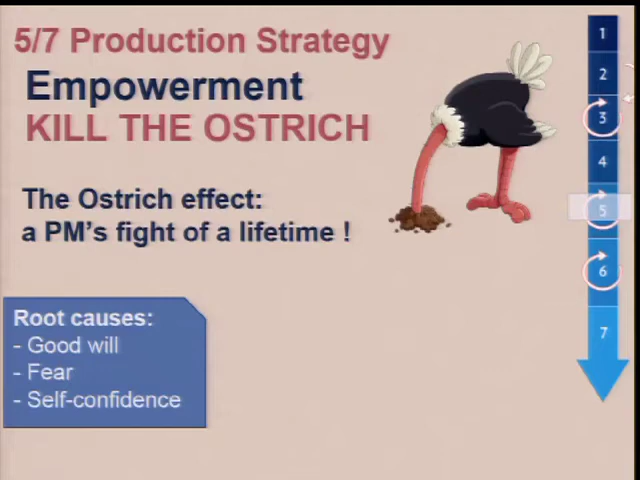 5/7 Production Strategy
Empowerment
KILL THE OSTRICH
The Ostrich effect:
a PM's fight of a lifetime !
Root causes:
- Good will
- Fear
- Self-confidence
1
2
3
4
5
6
7